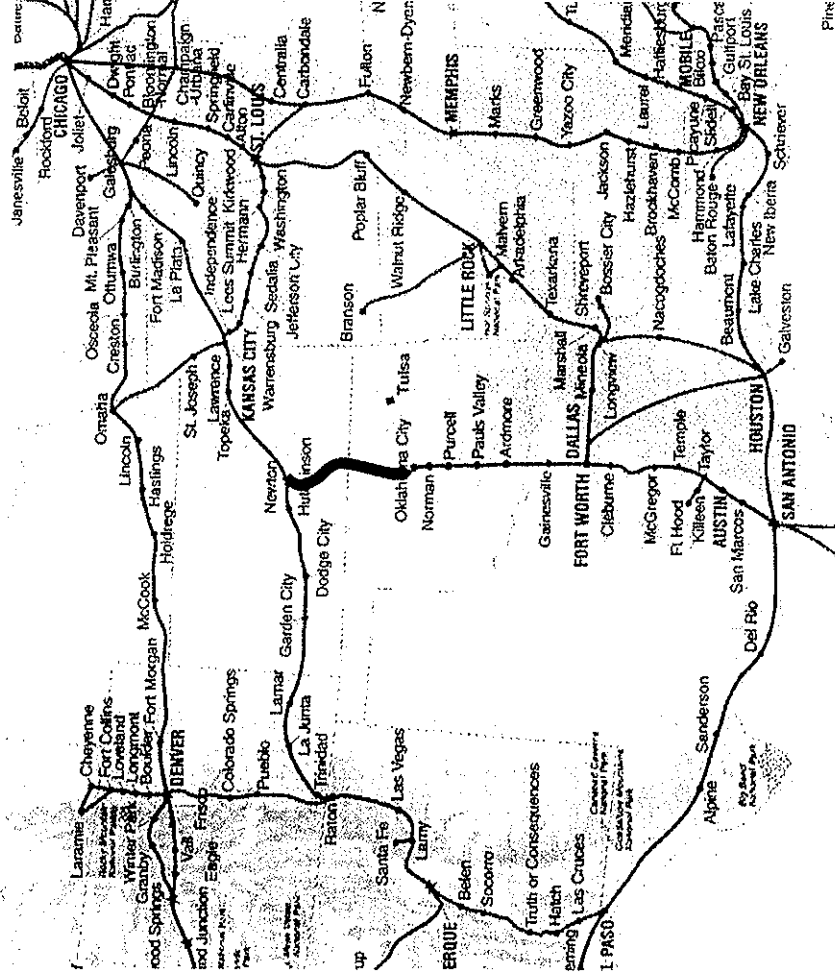 Janesville
Beloit
Rockford
CHICAGO
Joliet
Dwight
Pontiac
Bloomington
-Normal
Champaign
-Urbana
Lincoln
Springfield
Carlinville
Alton
ST. LOUIS
Centralia
Carbondale
Fulton
Newbern-Dyer
MEMPHIS
Marks
Greenwood
Yazoo City
Jackson
Hazlehurst
Brookhaven
McComb
Hammond
Baton Rouge
Laurel
Meridia
Hattiesburg
Picayune
Slidell
MOBILE
Biloxi
Gulfport
Bay St. Louis
NEW ORLEANS
Schriever
New Iberia
Lafayette
Lake Charles
Beaumont
Davenport
Galesburg
Peoria
Quincy
Mt. Pleasant
Burlington
Ottumwa
Osceola
Creston
Omaha
Fort Madison
La Plata
Independence
Lees Summit
Kirkwood
Hermann
Washington
Jefferson City
Sedalia
Warrensburg
KANSAS CITY
Lawrence
Topeka
St. Joseph
Poplar Bluff
Walnut Ridge
Branson
LITTLE ROCK
Malvern
Arkadelphia
Texarkana
Shreveport
Bossier City
Marshall
Mineola
Longview
Nacogdoches
Galveston
HOUSTON
Tulsa
Newton
Hutchinson
Oklahoma City
Norman
Purcell
Pauls Valley
Ardmore
Gainesville
DALLAS
FORT WORTH
Cleburne
McGregor
Temple
Ft Hood
Killeen
Taylor
AUSTIN
San Marcos
SAN ANTONIO
Lincoln
Hastings
Holdrege
McCook
Fort Morgan
Dodge City
Garden City
Lamar
La Junta
Trinidad
Raton
Las Vegas
Lamy
Santa Fe
Cheyenne
Laramie
Fort Collins
Loveland
Longmont
Boulder
DENVER
Winter Park
Granby
Vail
Frisco
Eagle
Colorado Springs
Pueblo
Belen
Socorro
Truth or Consequences
Hatch
Las Cruces
Del Rio
Sanderson
Alpine
Big Bend
National Park